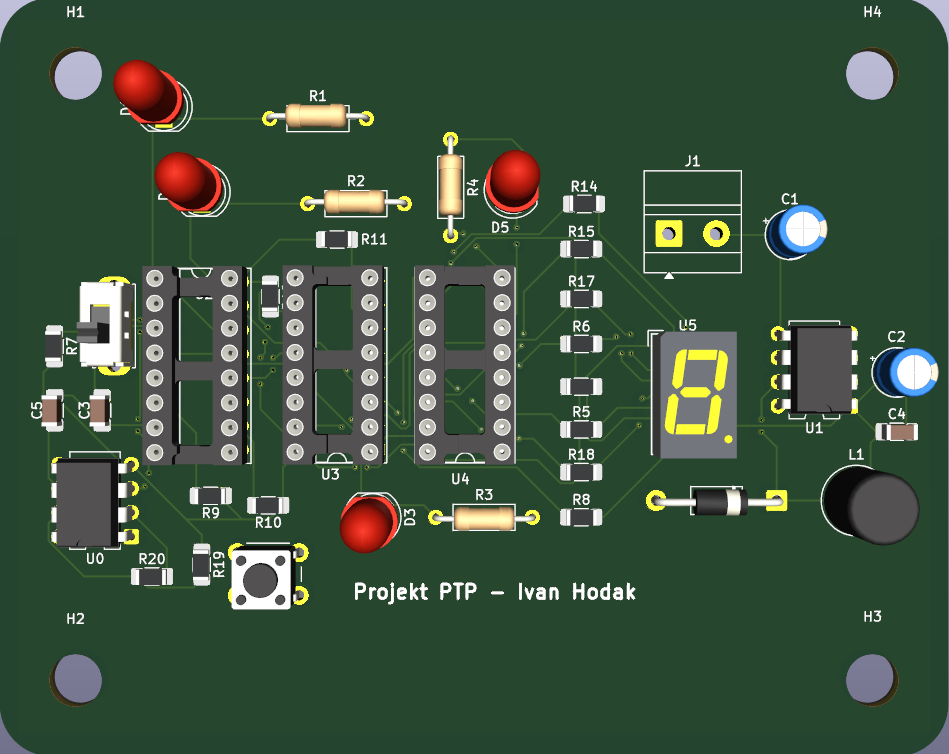 H1
H4
D
R1
J1
R2
R4
R14
C1
D5
R11
R15
R17
U5
R7
R6
C2
C5
C3
R5
C4
U1
U3
U4
R18
L1
R9
R10
D3
R3
R8
U0
R20
R19
Projekt PTP - Ivan Hodak
H2
H3